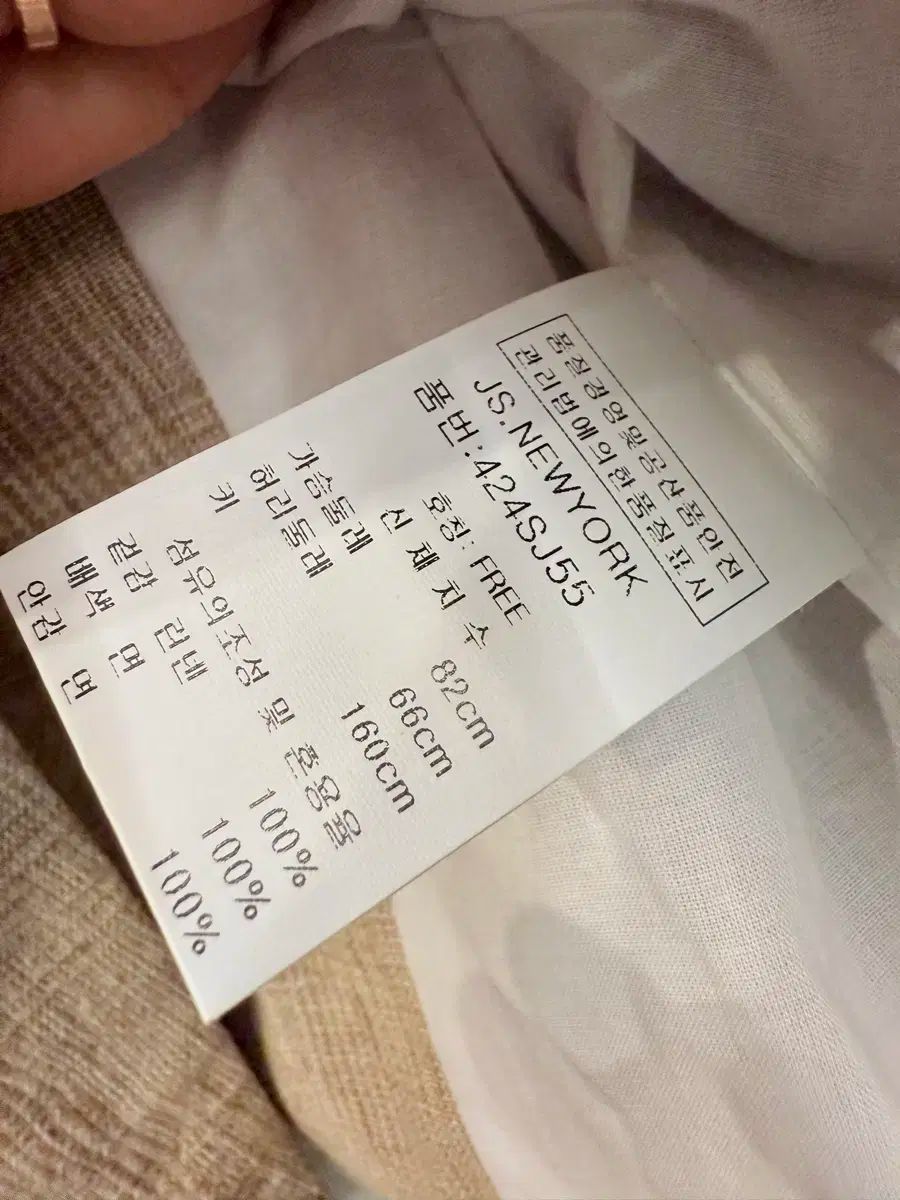 품질경영및공산품안전
관리법에의한품질표시
JS.NEWYORK
품번:424SJ55
호칭: FREE
신 체 치 수
가슴둘레 82cm
허리둘레 66cm
키 160cm
섬유의조성 및 혼용율
겉감 린넨 100%
배색 면 100%
안감 면 100%